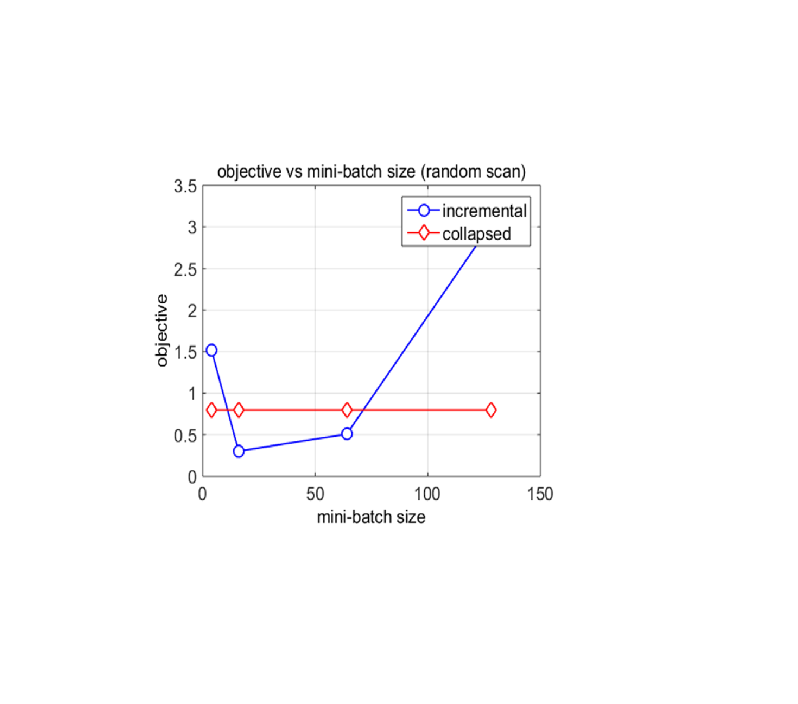 objective vs mini-batch size (random scan)
3.5
3
2.5
2
1.5
1
0.5
0
objective
incremental
collapsed
0 50 100 150
mini-batch size